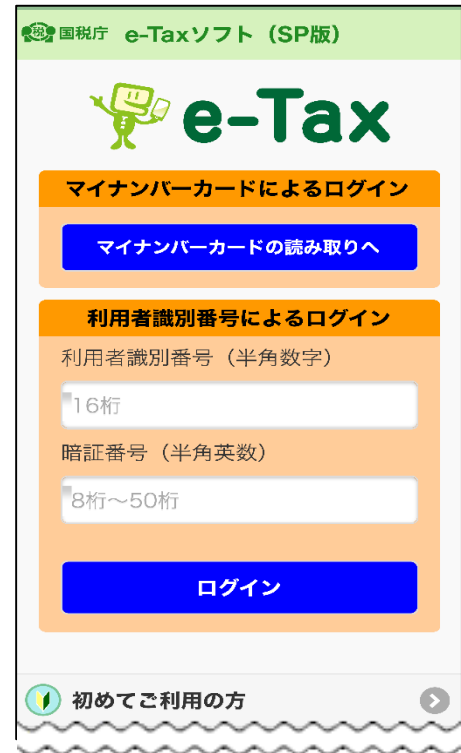 税 国税庁 e-Taxソフト（SP版）
e-Tax
マイナンバーカードによるログイン
マイナンバーカードの読み取りへ
利用者識別番号によるログイン
利用者識別番号（半角数字）
16桁
暗証番号（半角英数）
8桁～50桁
ログイン
初めてご利用の方